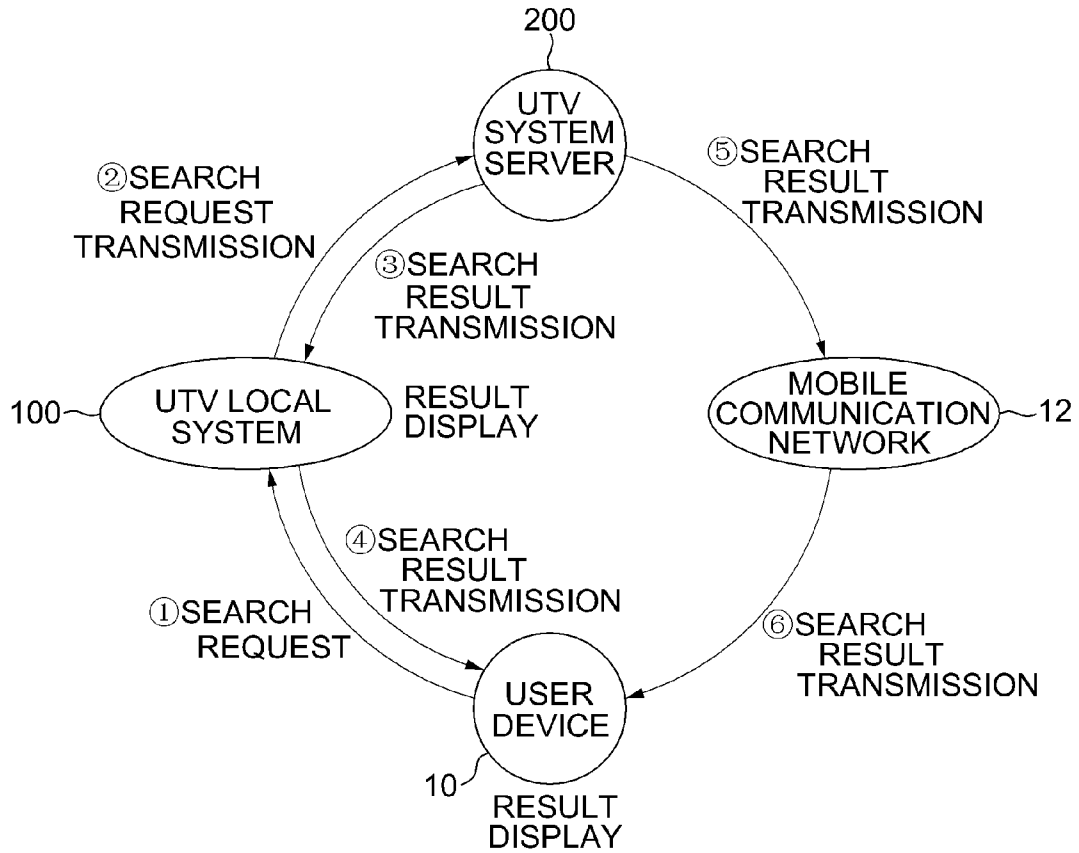 200
UTV
SYSTEM
SERVER
②SEARCH
REQUEST
TRANSMISSION
③SEARCH
RESULT
TRANSMISSION
⑤SEARCH
RESULT
TRANSMISSION
100
UTV LOCAL
SYSTEM
RESULT
DISPLAY
MOBILE
COMMUNICATION
NETWORK
12
④SEARCH
RESULT
TRANSMISSION
①SEARCH
REQUEST
⑥SEARCH
RESULT
TRANSMISSION
USER
DEVICE
10
RESULT
DISPLAY